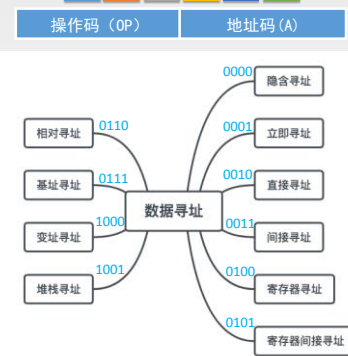 操作码（OP）
地址码(A)
0000
隐含寻址
0001
立即寻址
0010
直接寻址
0011
间接寻址
0100
寄存器寻址
0101
寄存器间接寻址
数据寻址
0110
相对寻址
0111
基址寻址
1000
变址寻址
1001
堆栈寻址